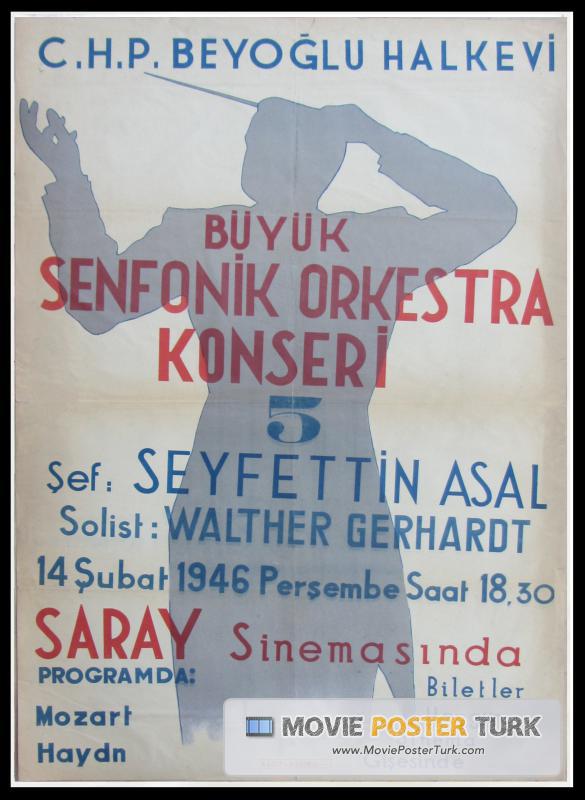 C.H.P. BEYOĞLU HALKEVİ
BÜYÜK
SENFONİK ORKESTRA
KONSERİ
5
Şef: SEYFETTİN ASAL
Solist: WALTHER GERHARDT
14 Şubat 1946 Perşembe Saat 18,30
SARAY Sinemasında
PROGRAMDA:
Mozart
Haydn
Biletler
Gişesinde
MOVIE POSTER TURK
www.MoviePosterTurk.com